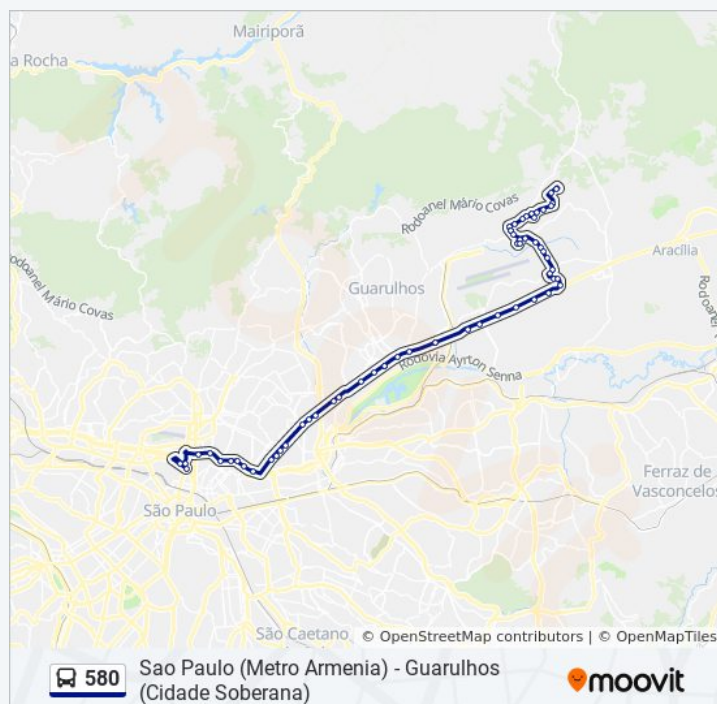 Mairiporã
a Rocha
Rodoanel Mário Covas
Aracília
Rodoanel
odoanel Mário Covas
Guarulhos
Rodovia Ayrton Senna
Ferraz de
Vasconcelos
São Paulo
São Caetano
© OpenStreetMap contributors | © OpenMapTiles
580
Sao Paulo (Metro Armenia) - Guarulhos
(Cidade Soberana)
moovit